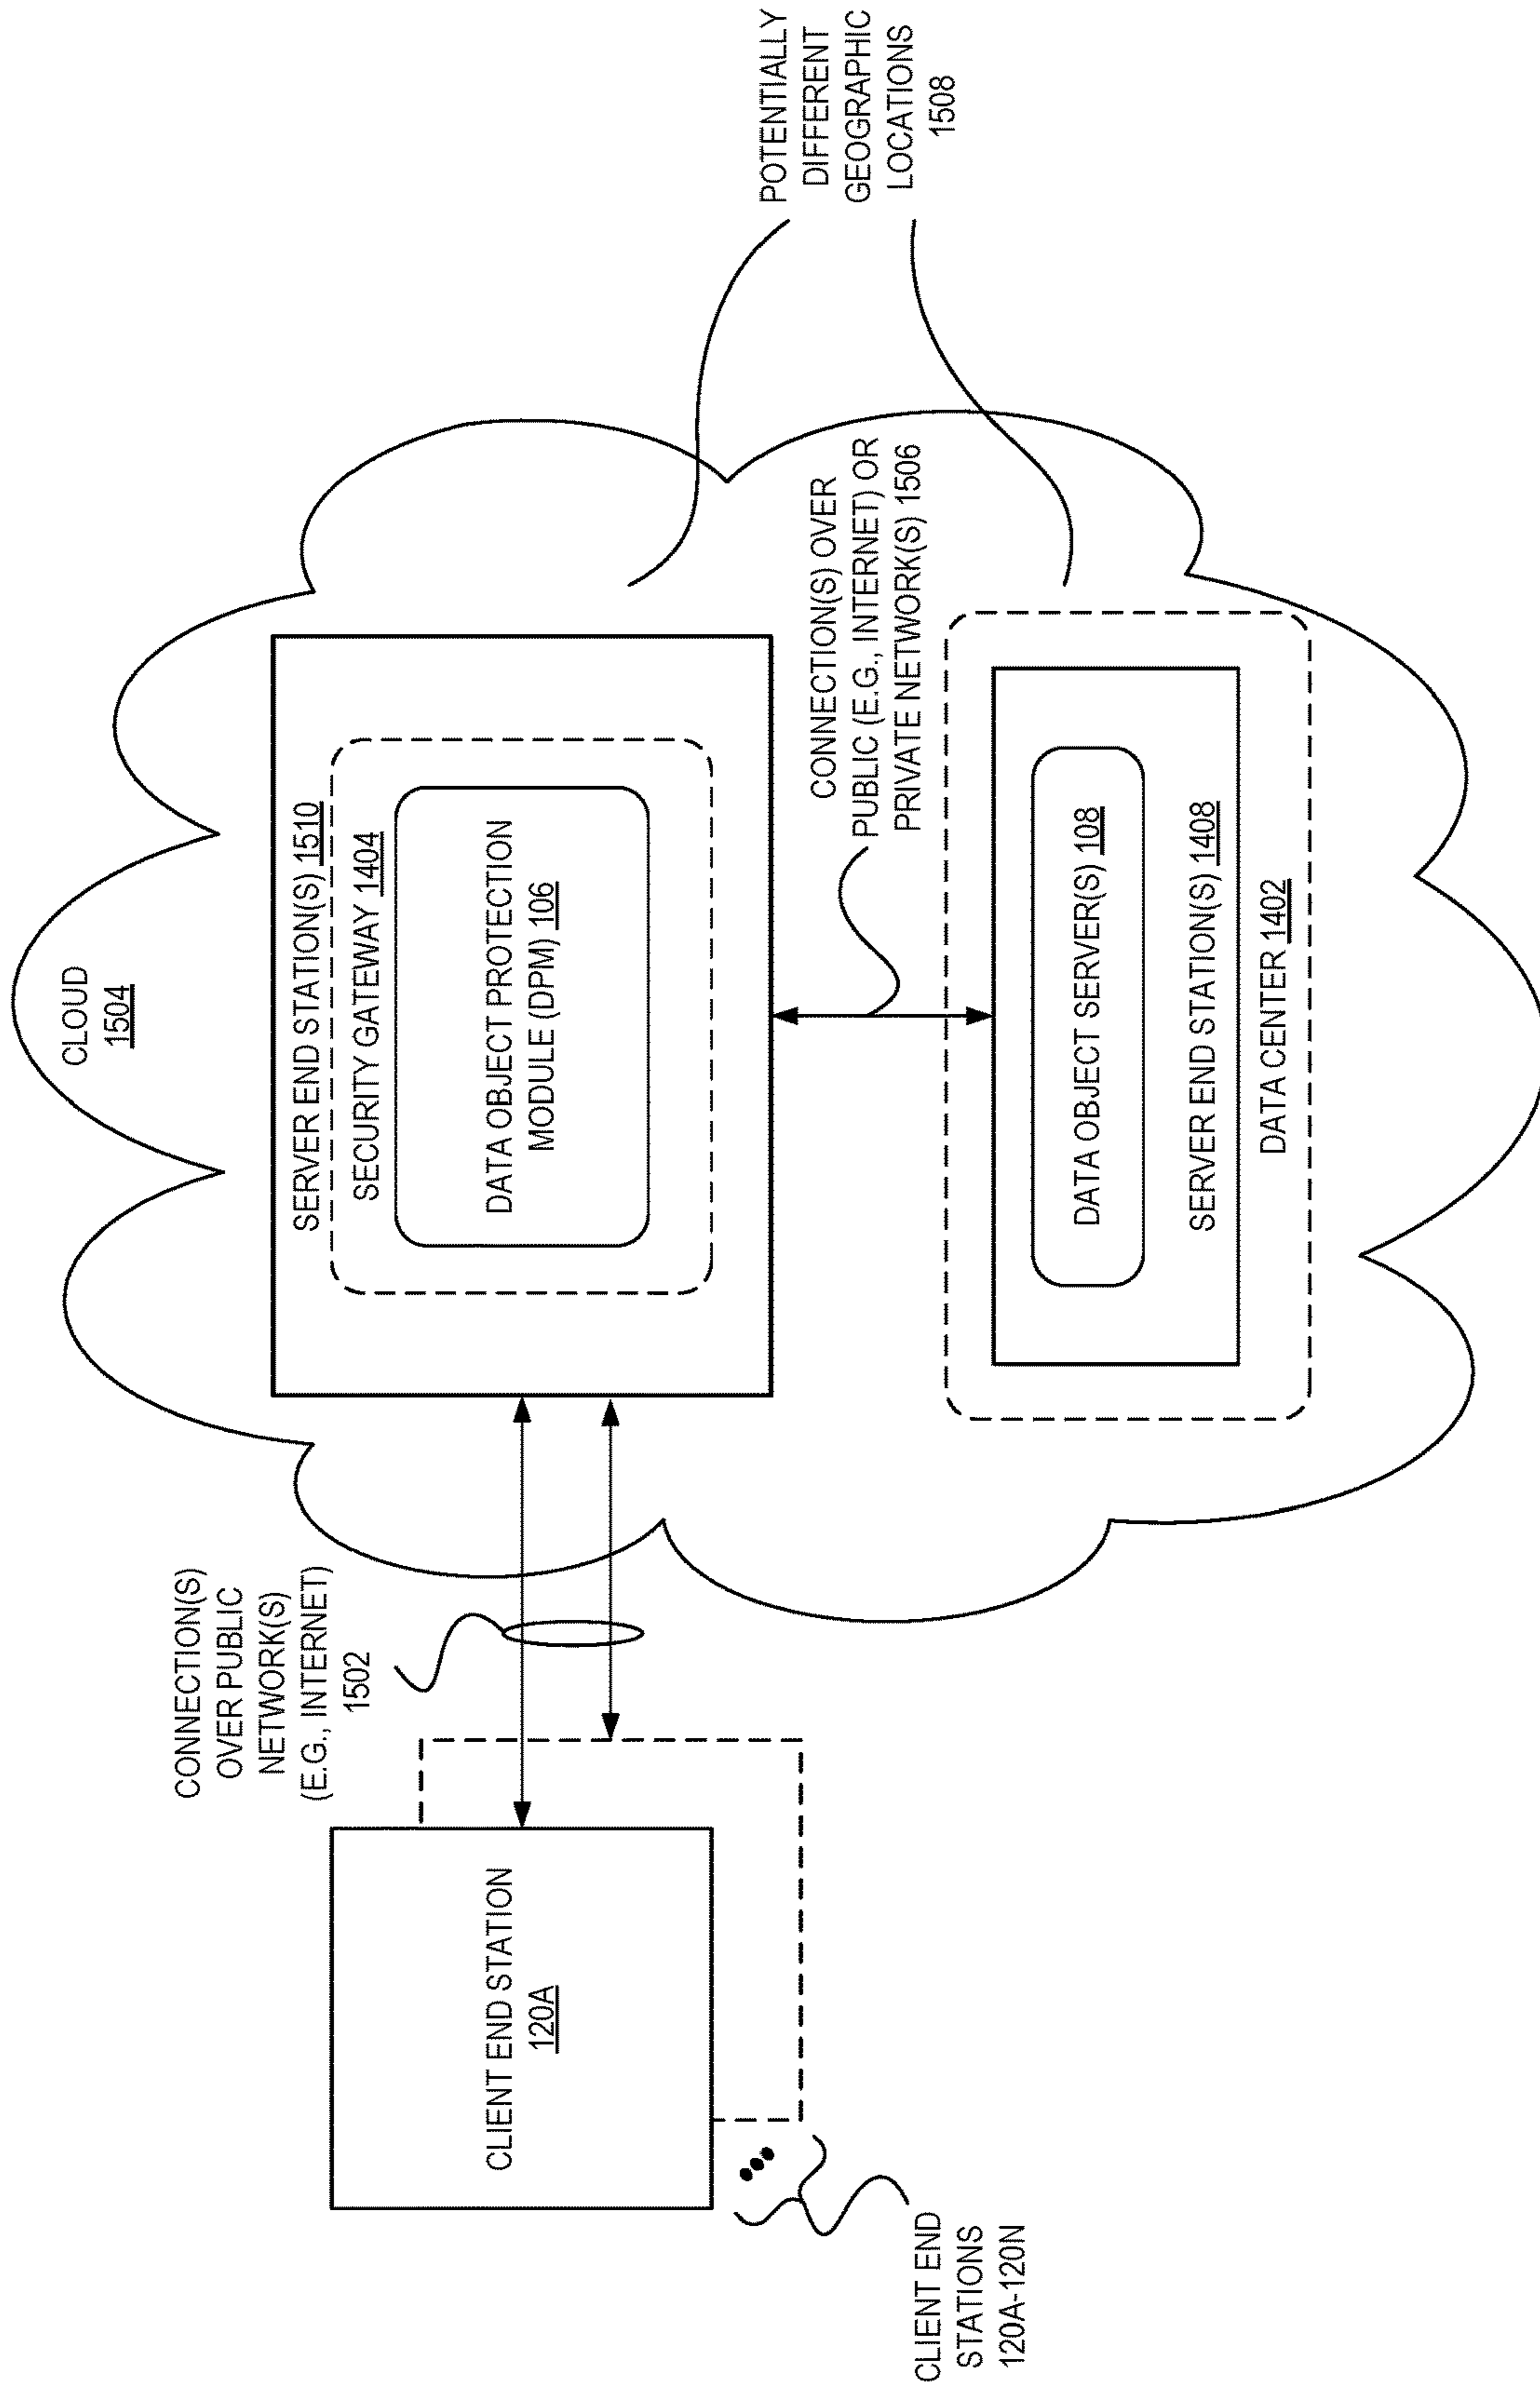 CLOUD
1504
CONNECTION(S)
OVER PUBLIC
NETWORK(S)
(E.G., INTERNET)
1502
SERVER END STATION(S) 1510
SECURITY GATEWAY 1404
DATA OBJECT PROTECTION
MODULE (DPM) 106
CLIENT END STATION
120A
POTENTIALLY
DIFFERENT
GEOGRAPHIC
LOCATIONS
1508
CONNECTION(S) OVER
PUBLIC (E.G., INTERNET) OR
PRIVATE NETWORK(S) 1506
CLIENT END
STATIONS
120A-120N
DATA OBJECT SERVER(S) 108
SERVER END STATION(S) 1408
DATA CENTER 1402